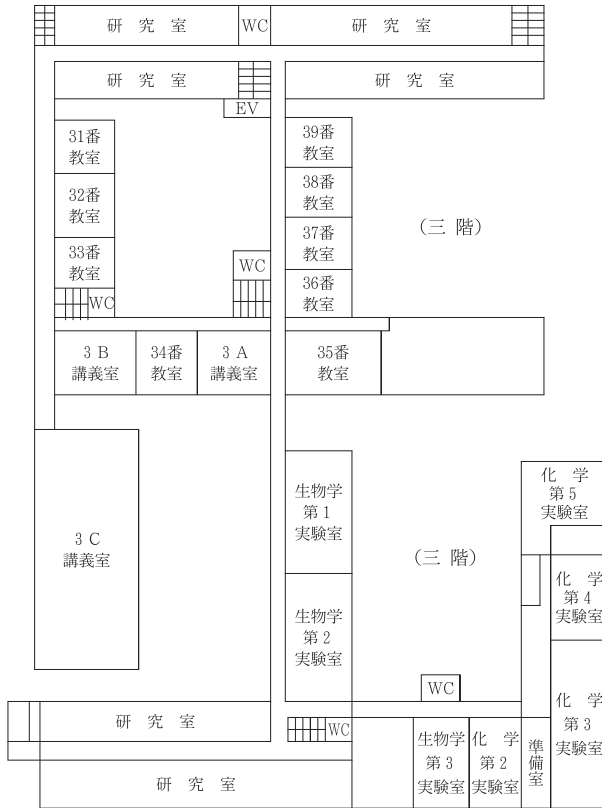 研 究 室
WC
研 究 室
研 究 室
研 究 室
EV
31番
教室
39番
教室
32番
教室
38番
教室
(三 階)
37番
教室
33番
教室
WC
36番
教室
WC
3 B
講義室
34番
教室
3 A
講義室
35番
教室
3 C
講義室
生物学
第1
実験室
化 学
第5
実験室
(三 階)
化 学
第4
実験室
生物学
第2
実験室
WC
化 学
第3
実験室
研 究 室
WC
生物学
第3
実験室
化 学
第2
実験室
準
備
室
研 究 室